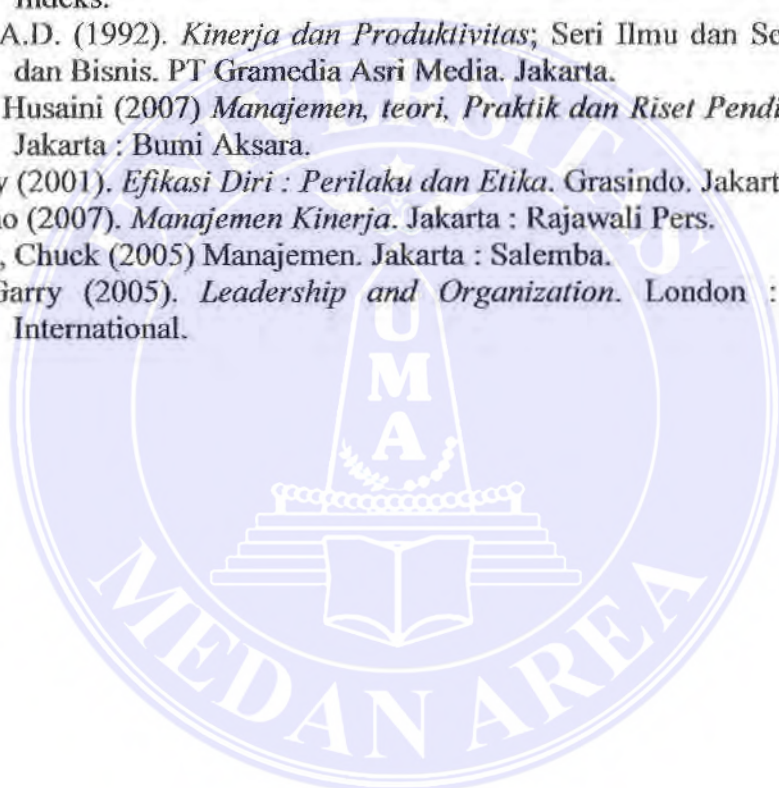 Indeks.
A.D. (1992). Kinerja dan Produktivitas; Seri Ilmu dan Se
dan Bisnis. PT Gramedia Asri Media. Jakarta.
Husaini (2007) Manajemen, teori, Praktik dan Riset Pendi
Jakarta : Bumi Aksara.
y (2001). Efikasi Diri : Perilaku dan Etika. Grasindo. Jakart
o (2007). Manajemen Kinerja. Jakarta : Rajawali Pers.
, Chuck (2005) Manajemen. Jakarta : Salemba.
Garry (2005). Leadership and Organization. London :
International.
UNIVERSIT
U
M
A
MEDAN AREA